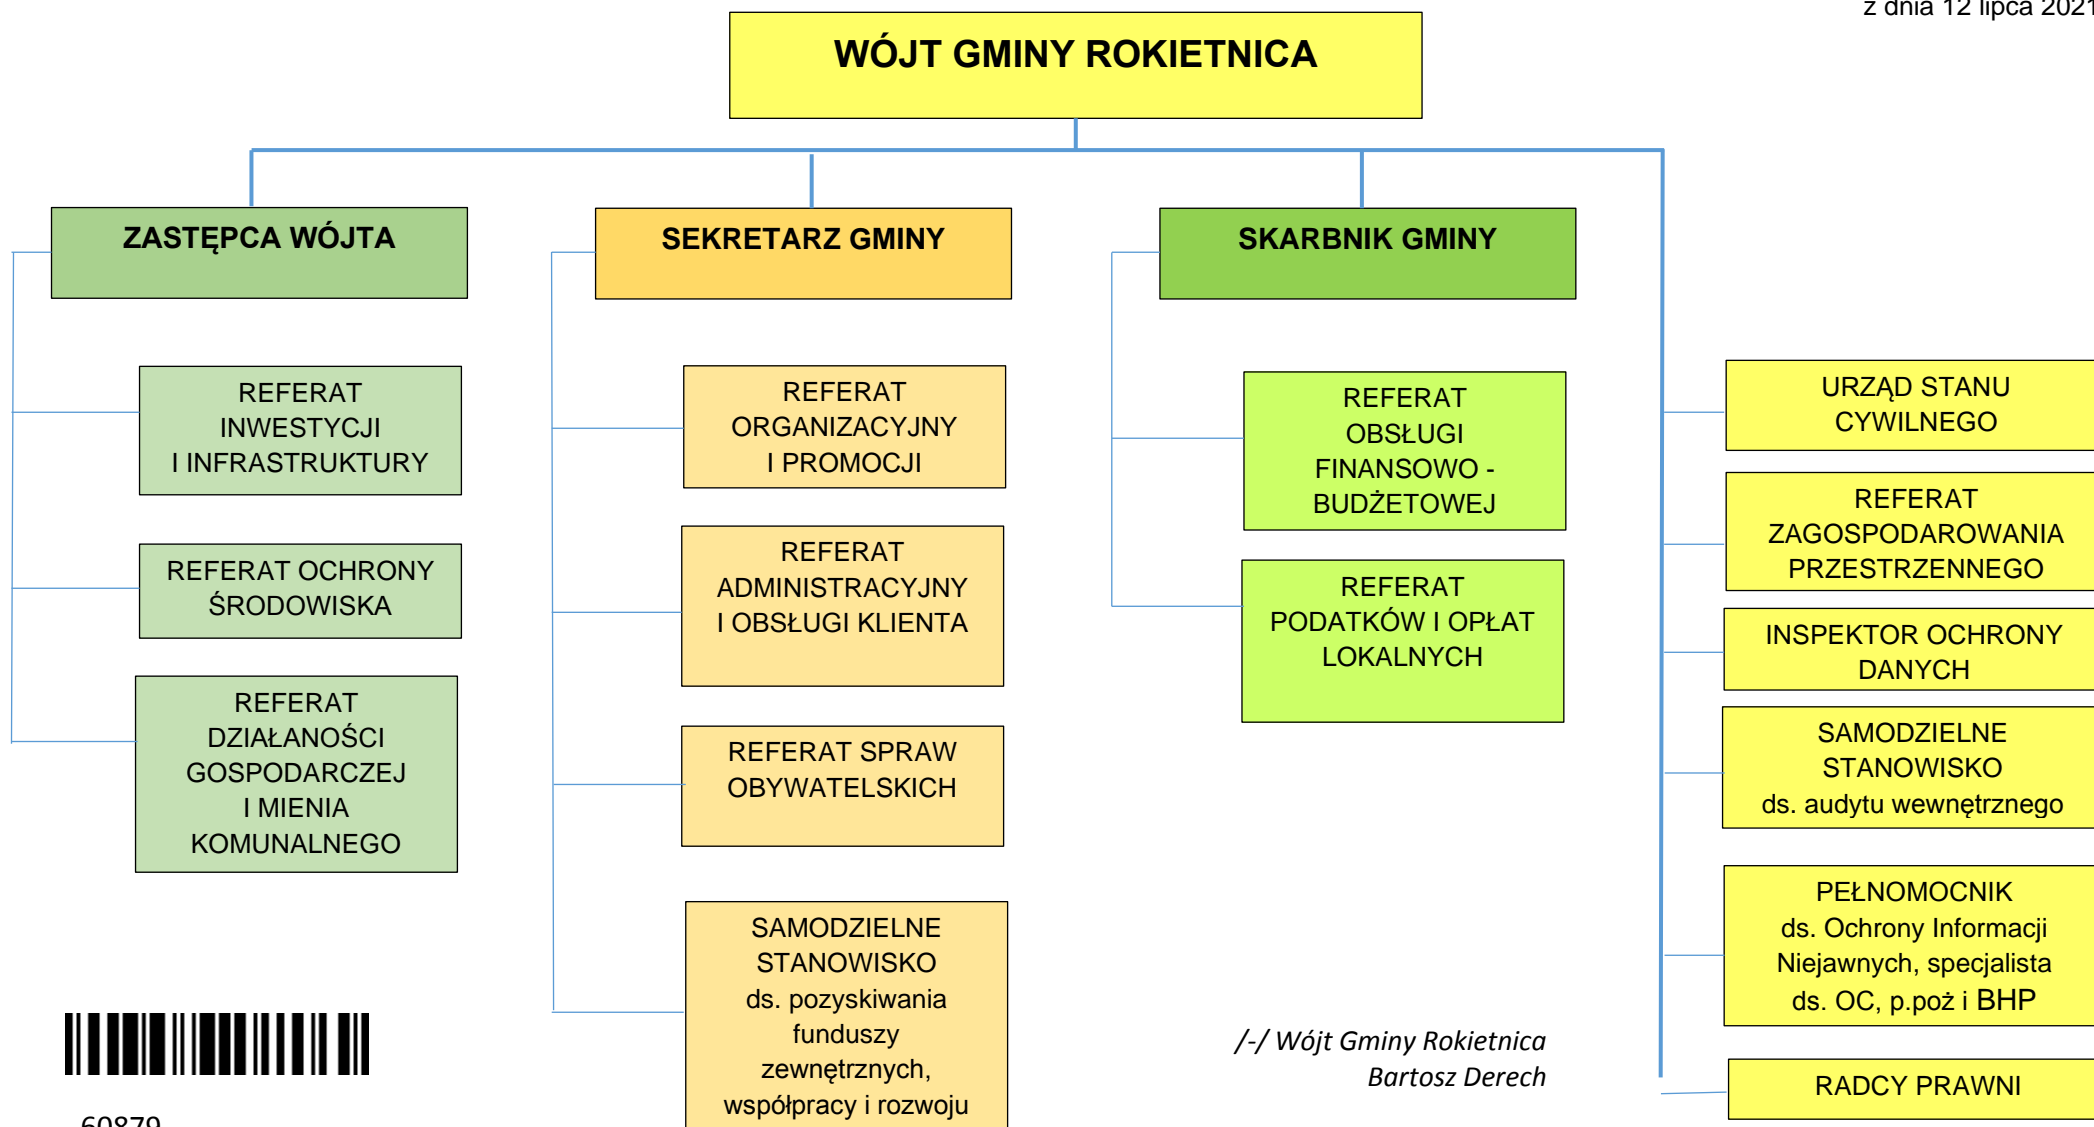 z dnia 12 lipca 2021
WÓJT GMINY ROKIETNICA
ZASTĘPCA WÓJTA
REFERAT
INWESTYCJI
I INFRASTRUKTURY
REFERAT OCHRONY
ŚRODOWISKA
REFERAT
DZIAŁANOŚCI
GOSPODARCZEJ
I MIENIA
KOMUNALNEGO
SEKRETARZ GMINY
REFERAT
ORGANIZACYJNY
I PROMOCJI
REFERAT
ADMINISTRACYJNY
I OBSŁUGI KLIENTA
REFERAT SPRAW
OBYWATELSKICH
SAMODZIELNE
STANOWISKO
ds. pozyskiwania
funduszy
zewnętrznych,
współpracy i rozwoju
SKARBNIK GMINY
REFERAT
OBSŁUGI
FINANSOWO -
BUDŻETOWEJ
REFERAT
PODATKÓW I OPŁAT
LOKALNYCH
URZĄD STANU
CYWILNEGO
REFERAT
ZAGOSPODAROWANIA
PRZESTRZENNEGO
INSPEKTOR OCHRONY
DANYCH
SAMODZIELNE
STANOWISKO
ds. audytu wewnętrznego
PEŁNOMOCNIK
ds. Ochrony Informacji
Niejawnych, specjalista
ds. OC, p.poż i BHP
RADCY PRAWNI
/-/ Wójt Gminy Rokietnica
Bartosz Derech
60879